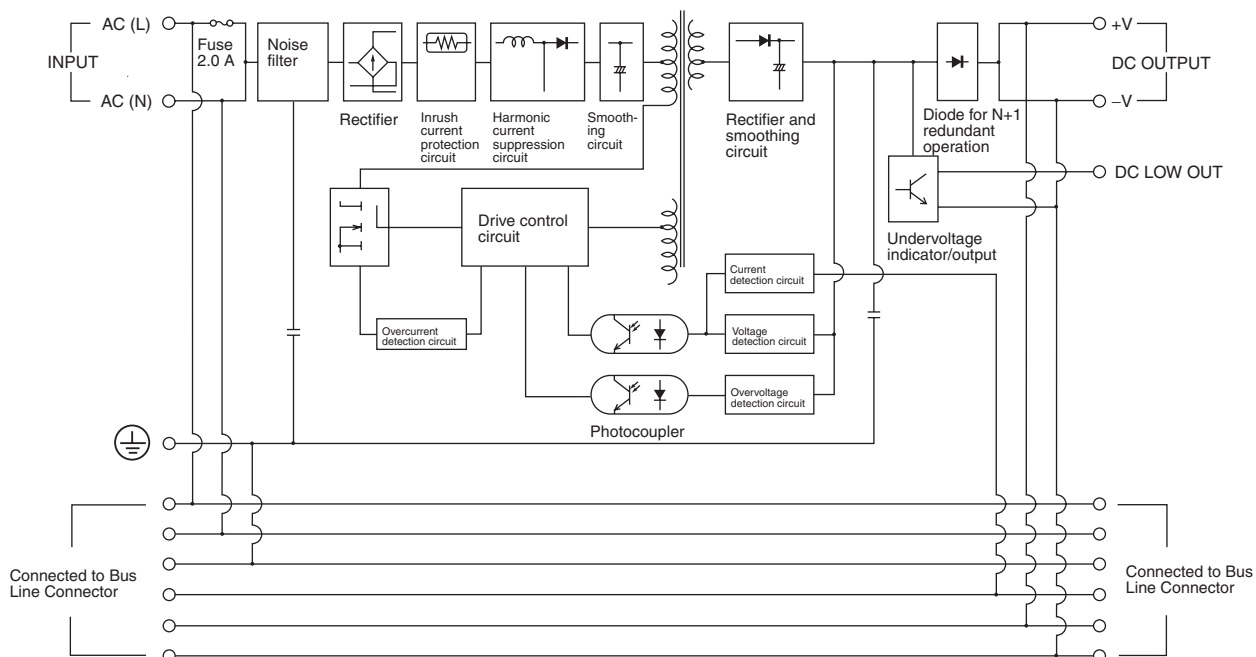 AC (L)
INPUT
AC (N)
Fuse
2.0 A
Noise
filter
Rectifier
Inrush
current
protection
circuit
Harmonic
current
suppression
circuit
Smooth-
ing
circuit
Rectifier and
smoothing
circuit
Diode for N+1
redundant
operation
+V
DC OUTPUT
–V
DC LOW OUT
Undervoltage
indicator/output
Drive control
circuit
Overcurrent
detection circuit
Current
detection circuit
Voltage
detection circuit
Overvoltage
detection circuit
Photocoupler
Connected to Bus
Line Connector
Connected to Bus
Line Connector